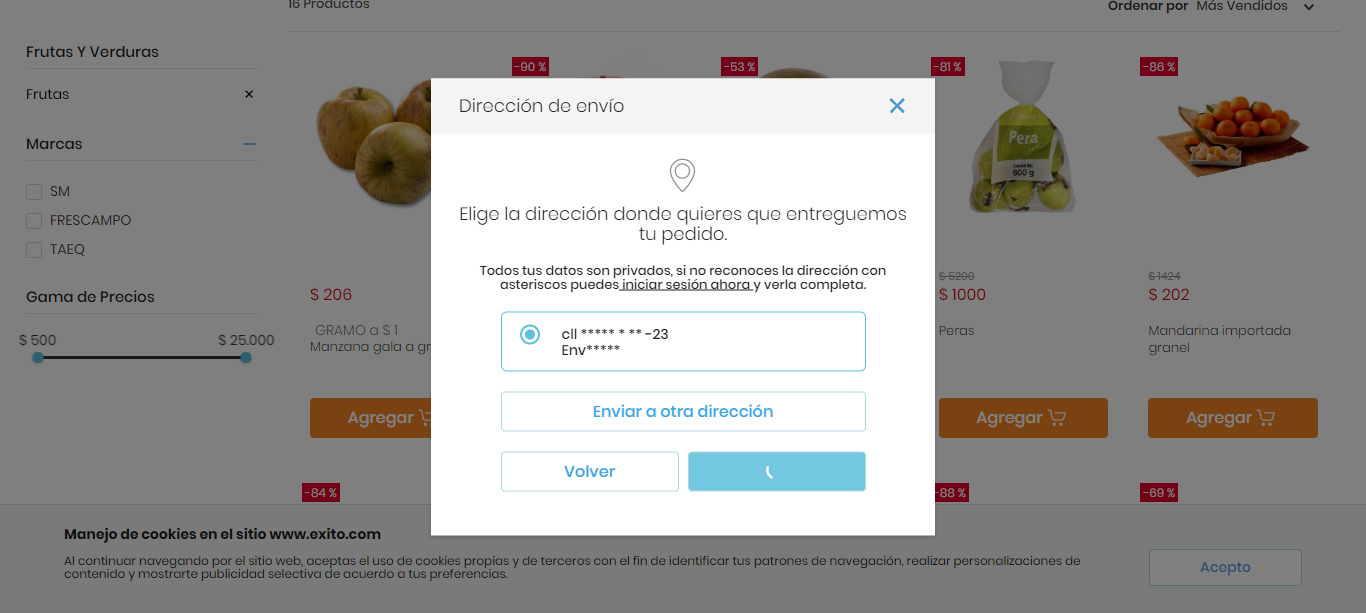 16 Productos
Ordenar por Más Vendidos
Frutas Y Verduras
Frutas
Marcas
SM
FRESCAMPO
TAEQ
Gama de Precios
$ 500 $ 25.000
-90 %
-53 %
-81 %
-86 %
Pera
800 g
$ 206
GRAMO a $ 1
Manzana gala a gr
Agregar
$ 5200
$ 1000
Peras
Agregar
$ 1424
$ 202
Mandarina importada
granel
Agregar
-84 %
-88 %
-69 %
Dirección de envío
Elige la dirección donde quieres que entreguemos
tu pedido.
Todos tus datos son privados, si no reconoces la dirección con
asteriscos puedes iniciar sesión ahora y verla completa.
cll ***** * ** -23
Env*****
Enviar a otra dirección
Volver
Manejo de cookies en el sitio www.exito.com
Al continuar navegando por el sitio web, aceptas el uso de cookies propias y de terceros con el fin de identificar tus patrones de navegación, realizar personalizaciones de
contenido y mostrarte publicidad selectiva de acuerdo a tus preferencias.
Acepto